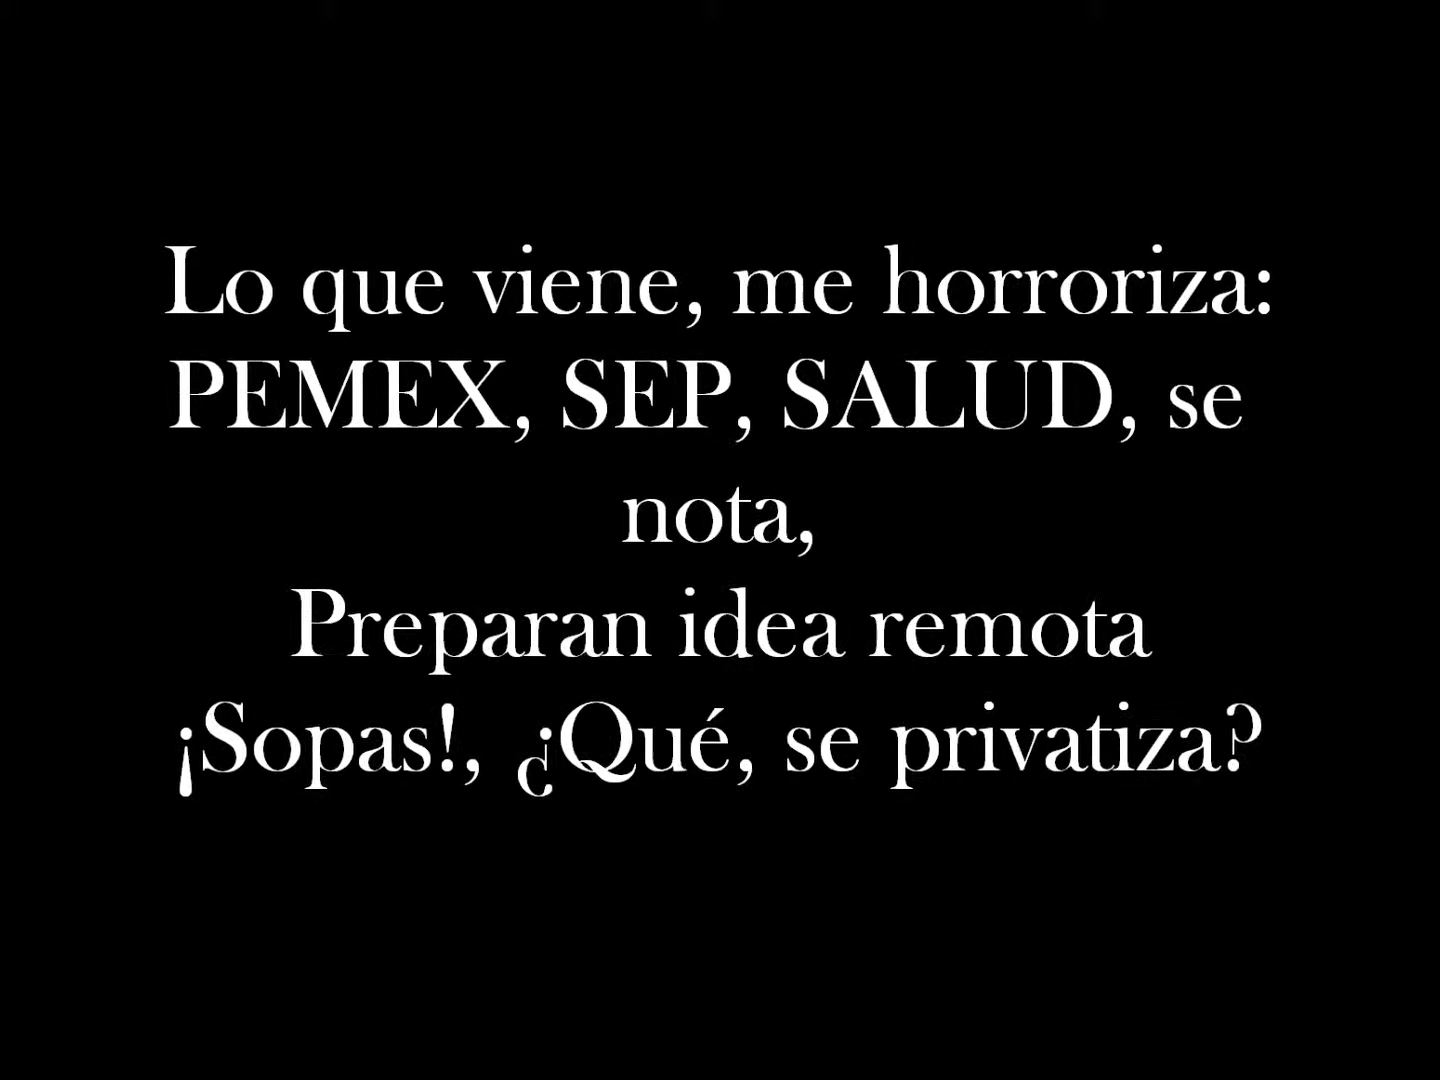 Lo que viene, me horroriza:
PEMEX, SEP, SALUD, se
nota,
Preparan idea remota
¡Sopas!, ¿Qué, se privatiza?